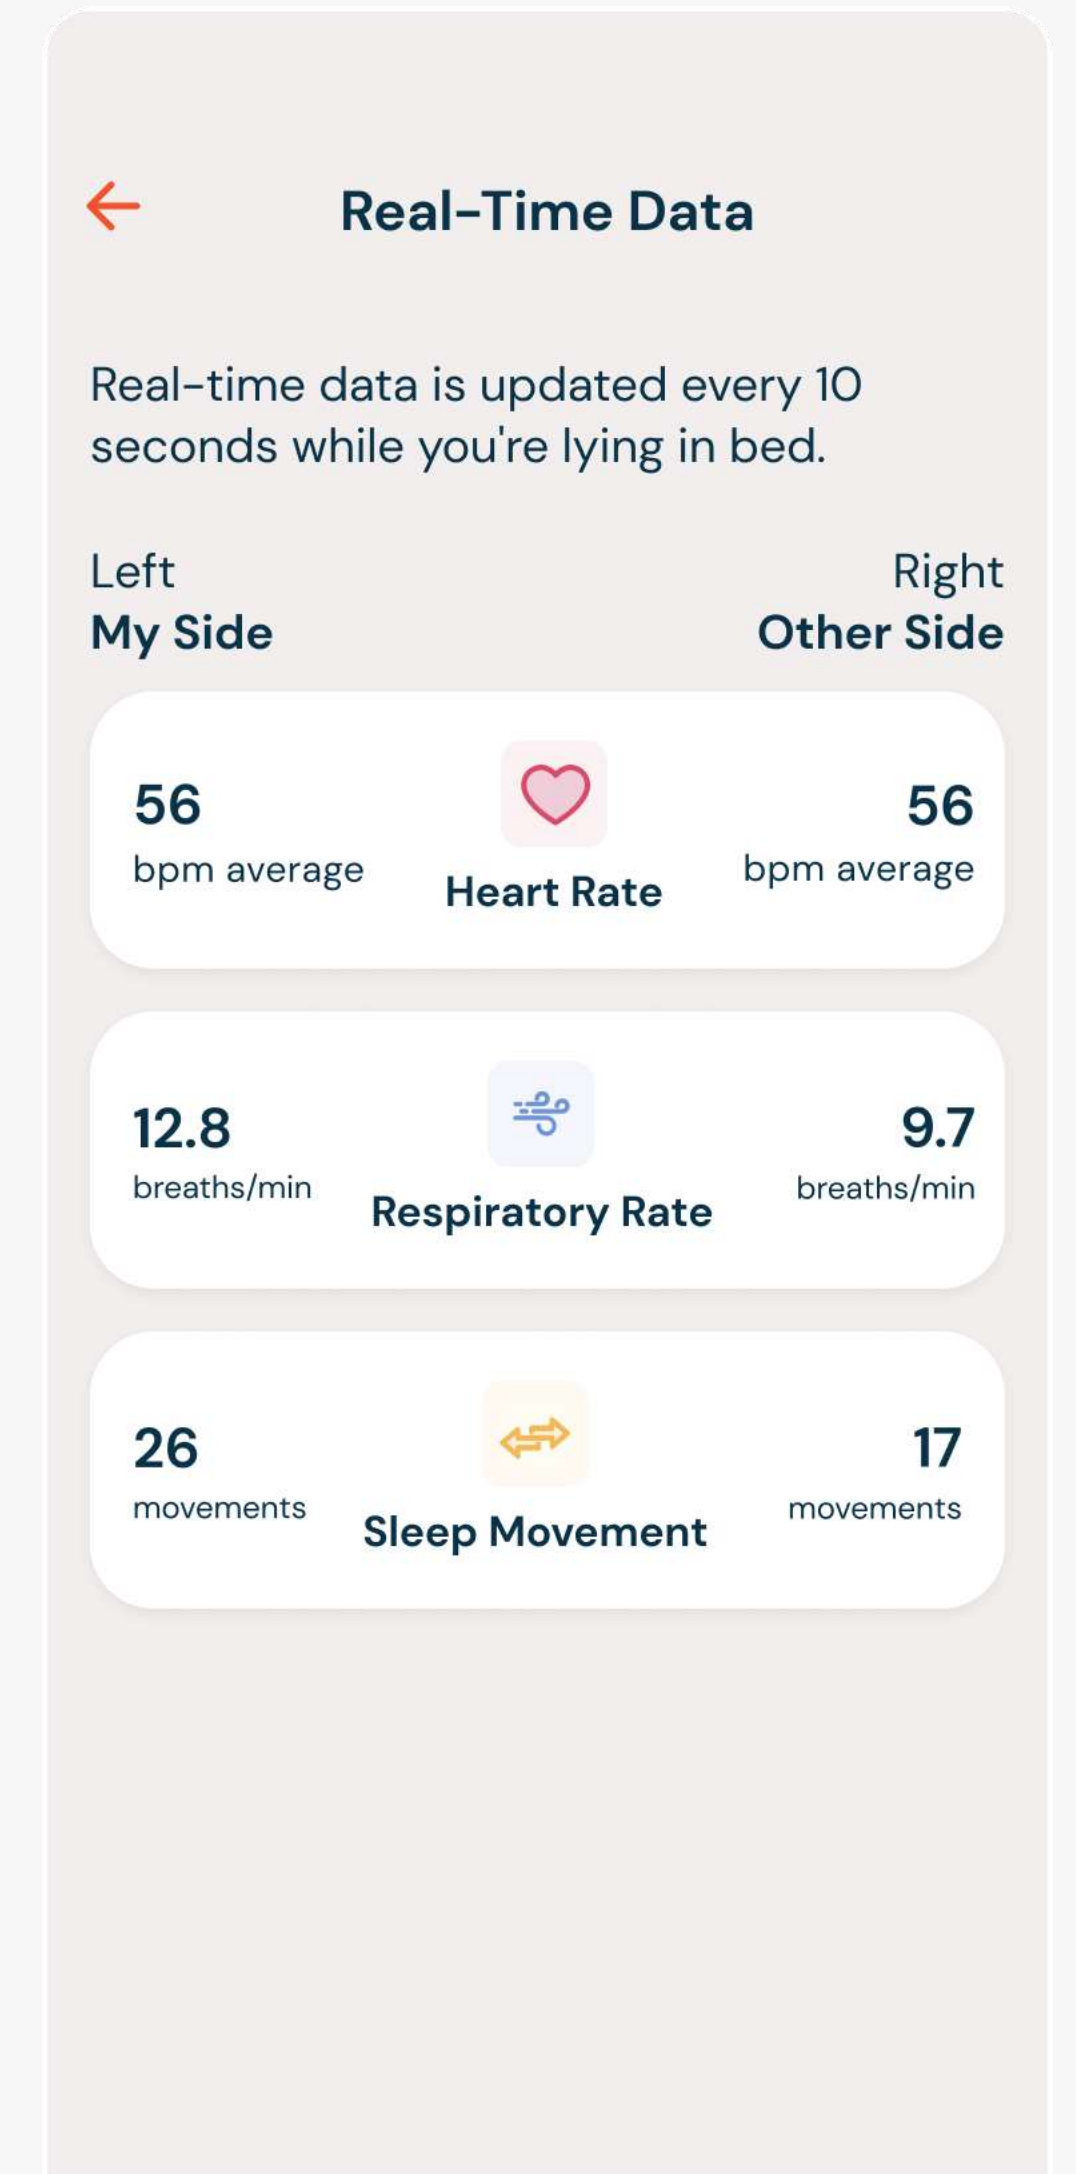 Real-Time Data
Real-time data is updated every 10
seconds while you're lying in bed.
Left
Right
My Side
Other Side
56
56
bpm average
bpm average
Heart Rate
12.8
9.7
breaths/min
breaths/min
Respiratory Rate
26
17
movements
movements
Sleep Movement